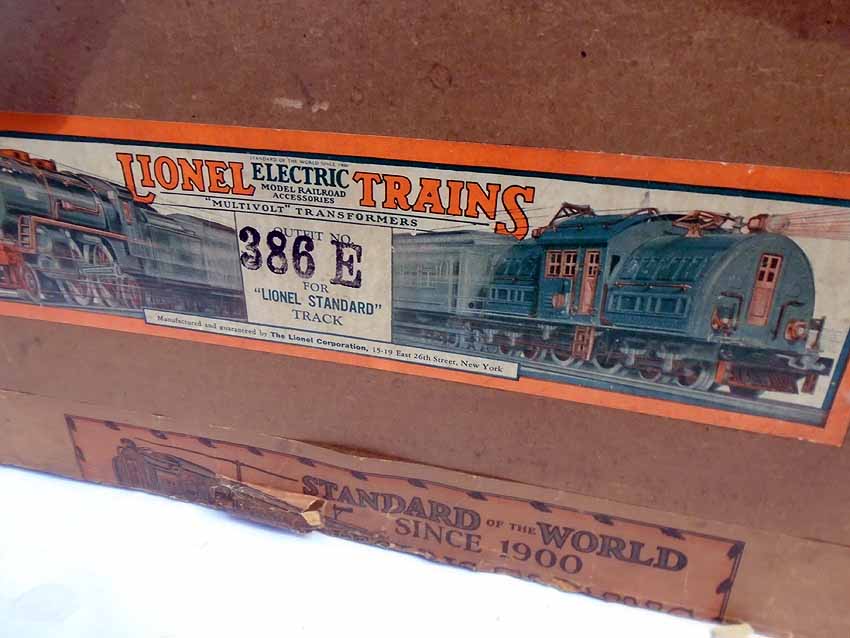 STANDARD OF THE WORLD SINCE 1900
LIONEL ELECTRIC TRAINS
MODEL RAILROAD
ACCESSORIES
"MULTIVOLT" TRANSFORMERS
OUTFIT NO.
386 E
FOR
"LIONEL STANDARD"
TRACK
Manufactured and guaranteed by The Lionel Corporation, 15-19 East 26th Street, New York
STANDARD OF THE WORLD
SINCE 1900